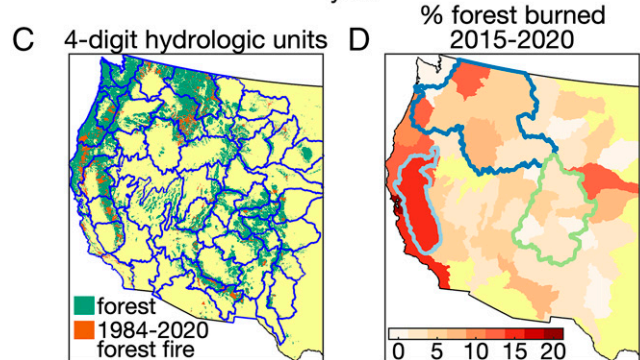 C
4-digit hydrologic units
forest
1984-2020
forest fire
D
% forest burned
2015-2020
0 5 10 15 20